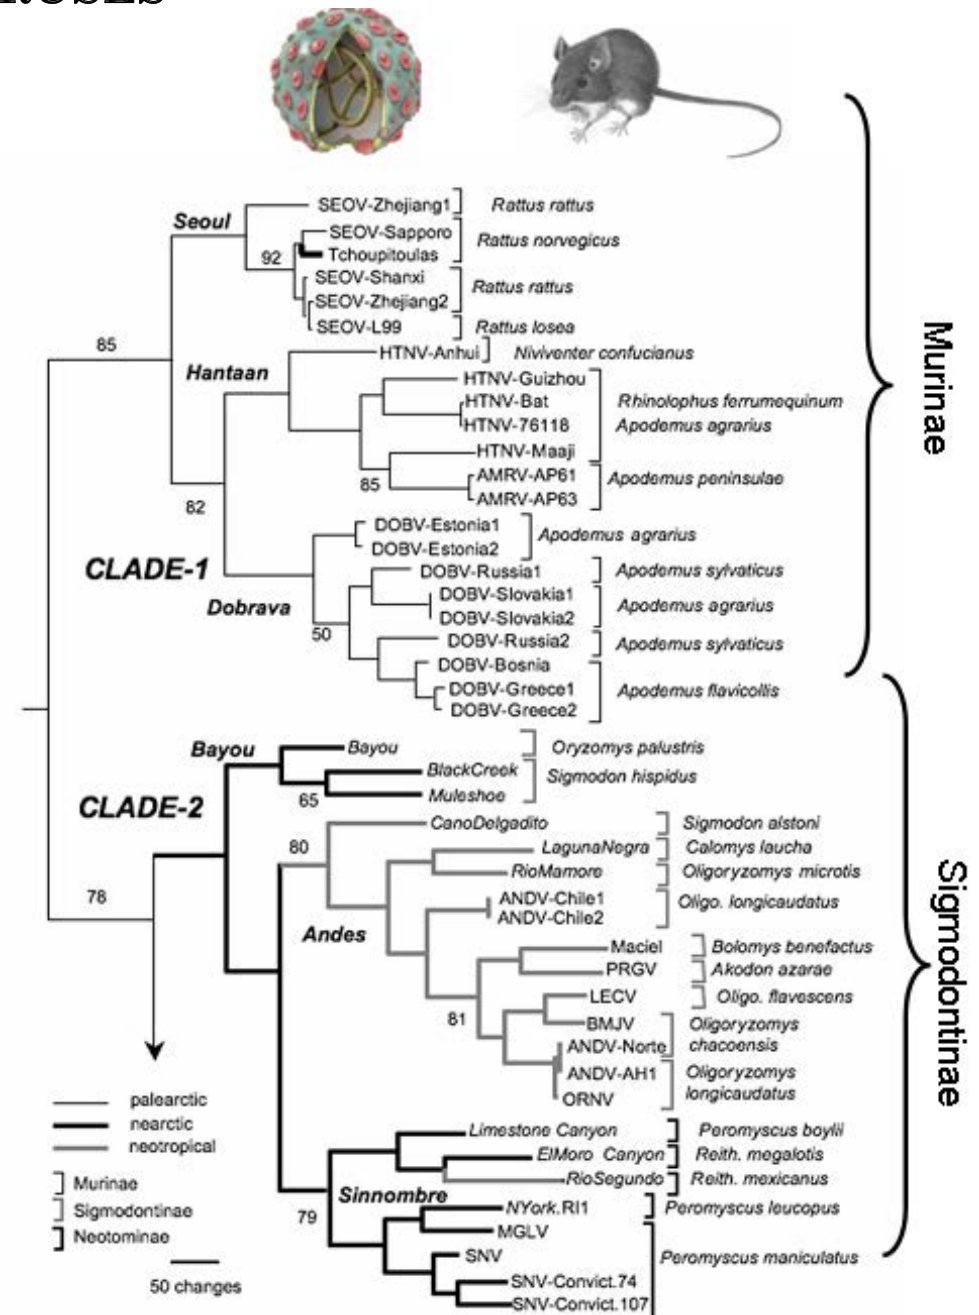 Seoul
SEOV-Zhejiang1 Rattus rattus
SEOV-Sapporo
Rattus norvegicus
92
Tchoupitoulas
SEOV-Shanxi
Rattus rattus
SEOV-Zhejiang2
SEOV-L99 Rattus losea
85
HTNV-Anhui Niviventer confucianus
Hantaan
HTNV-Guizhou
HTNV-Bat Rhinolophus ferrumequinum
HTNV-76118 Apodemus agrarius
HTNV-Maaji
AMRV-AP61
Apodemus peninsulae
85
AMRV-AP63
82
DOBV-Estonia1
Apodemus agrarius
DOBV-Estonia2
CLADE-1
DOBV-Russia1 Apodemus sylvaticus
DOBV-Slovakia1
Dobrava
Apodemus agrarius
DOBV-Slovakia2
50
DOBV-Russia2 Apodemus sylvaticus
DOBV-Bosnia
DOBV-Greece1 Apodemus flavicollis
DOBV-Greece2
Murinae
Bayou
Bayou Oryzomys palustris
BlackCreek
Sigmodon hispidus
Muleshoe
65
CLADE-2
CanoDelgadito Sigmodon alstoni
80
LagunaNegra Calomys laucha
RioMamore Oligoryzomys microtis
78
ANDV-Chile1
Oligo. longicaudatus
ANDV-Chile2
Andes
Maciel Bolomys benefactus
PRGV Akodon azarae
LECV Oligo. flavescens
81
BMJV Oligoryzomys
chacoensis
ANDV-Norte
ANDV-AH1 Oligoryzomys
longicaudatus
ORNV
Sigmodontinae
palearctic
nearctic
neotropical
Limestone Canyon Peromyscus boylii
ElMoro Canyon Reith. megalotis
RioSegundo Reith. mexicanus
Murinae
Sigmodontinae
Neotominae
Sinnombre
79
NYork.RI1 Peromyscus leucopus
MGLV
SNV Peromyscus maniculatus
SNV-Convict.74
SNV-Convict.107
50 changes